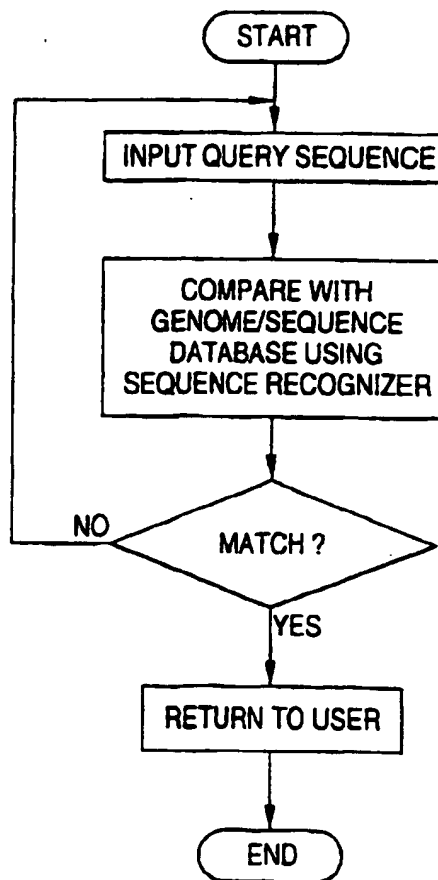 START
INPUT QUERY SEQUENCE
COMPARE WITH
GENOME/SEQUENCE
DATABASE USING
SEQUENCE RECOGNIZER
MATCH ?
NO
YES
RETURN TO USER
END